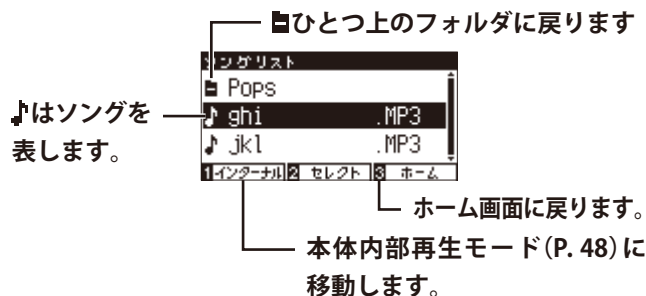 ひとつ上のフォルダに戻ります
ソングリスト
Pops
♪はソングを
表します。
ghi .MP3
jkl .MP3
1 インターナル 2 セレクト 3 ホーム
ホーム画面に戻ります。
本体内部再生モード(P. 48)に
移動します。